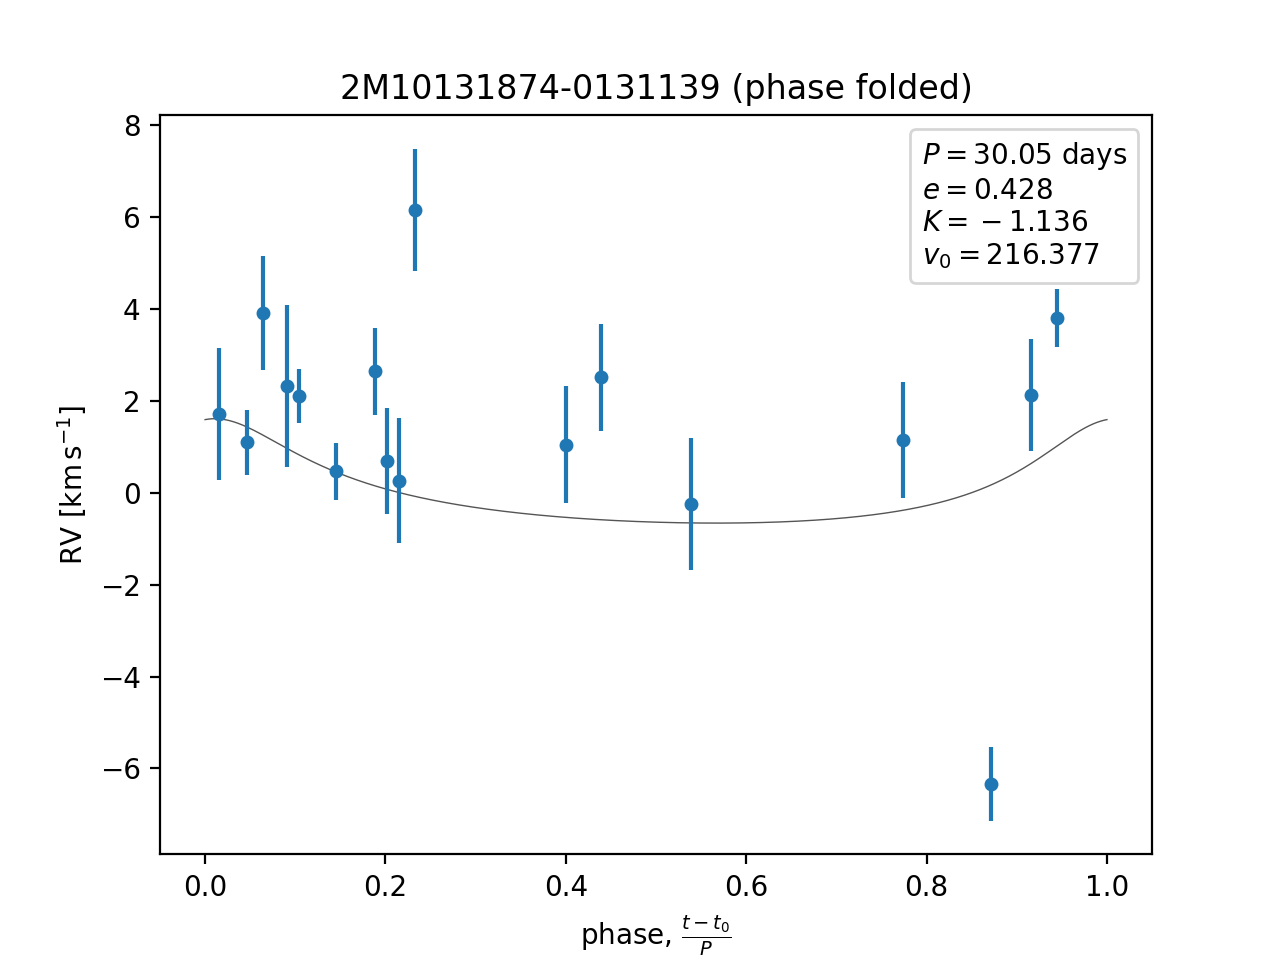 2M10131874-0131139 (phase folded)
P = 30.05 days
e = 0.428
K = −1.136
v₀ = 216.377
RV [km s⁻¹]
8
6
4
2
0
−2
−4
−6
0.0 0.2 0.4 0.6 0.8 1.0
phase, (t − t₀)/P